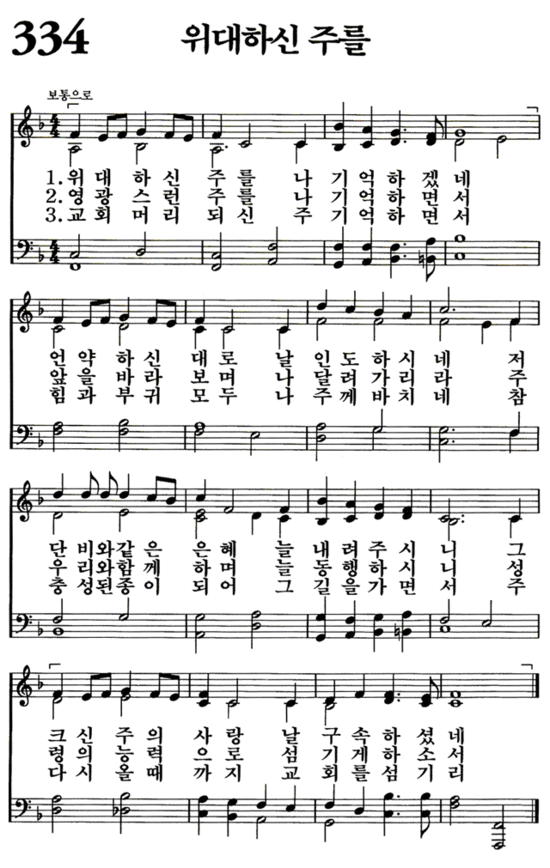 334 위대하신 주를
보통으로
1. 위 대 하 신 주 를 나 기 억 하 겠 네
2. 영 광 스 런 주 를 나 기 억 하 면 서
3. 교 회 머 리 되 신 주 기 억 하 면 서
언 약 하 신 대 로 날 인 도 하 시 네 저
앞 을 바 라 보 며 나 달 려 가 리 라 주
힘 과 부 귀 모 두 나 주 께 바 치 네 참
단 비 와 같 은 은 혜 늘 내 려 주 시 니 그
우 리 와 함 께 하 며 늘 동 행 하 시 니 성
충 성 된 종 이 되 어 그 길 을 가 면 서 주
크 신 주 의 사 랑 날 구 속 하 셨 네
령 의 능 력 으 로 섬 기 게 하 소 서
다 시 올 때 까 지 교 회 를 섬 기 리